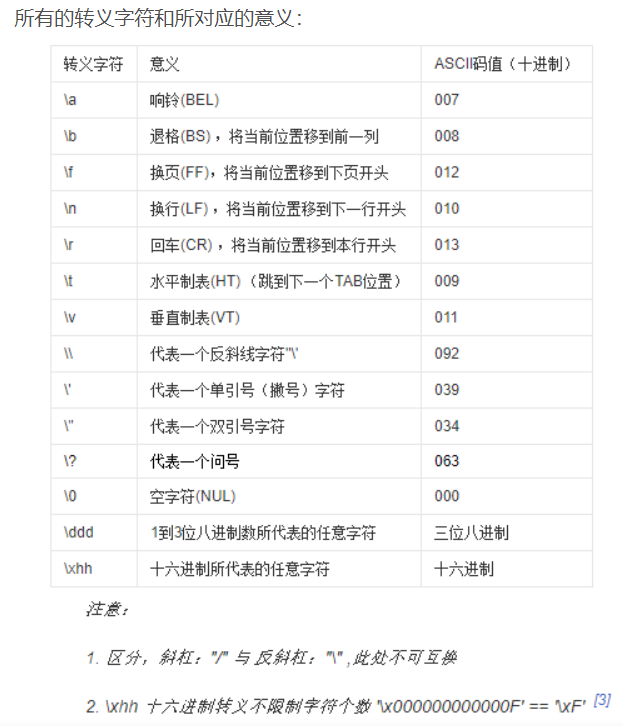 所有的转义字符和所对应的意义：
转义字符 意义 ASCII码值（十进制）
\a 响铃(BEL) 007
\b 退格(BS) ，将当前位置移到前一列 008
\f 换页(FF)，将当前位置移到下页开头 012
\n 换行(LF) ，将当前位置移到下一行开头 010
\r 回车(CR) ，将当前位置移到本行开头 013
\t 水平制表(HT) （跳到下一个TAB位置） 009
\v 垂直制表(VT) 011
\\ 代表一个反斜线字符''\' 092
\' 代表一个单引号（撇号）字符 039
\" 代表一个双引号字符 034
\? 代表一个问号 063
\0 空字符(NUL) 000
\ddd 1到3位八进制数所代表的任意字符 三位八进制
\xhh 十六进制所代表的任意字符 十六进制
注意：
1. 区分，斜杠："/" 与 反斜杠："\" ,此处不可互换
2. \xhh 十六进制转义不限制字符个数 '\x000000000000F' == '\xF' [3]